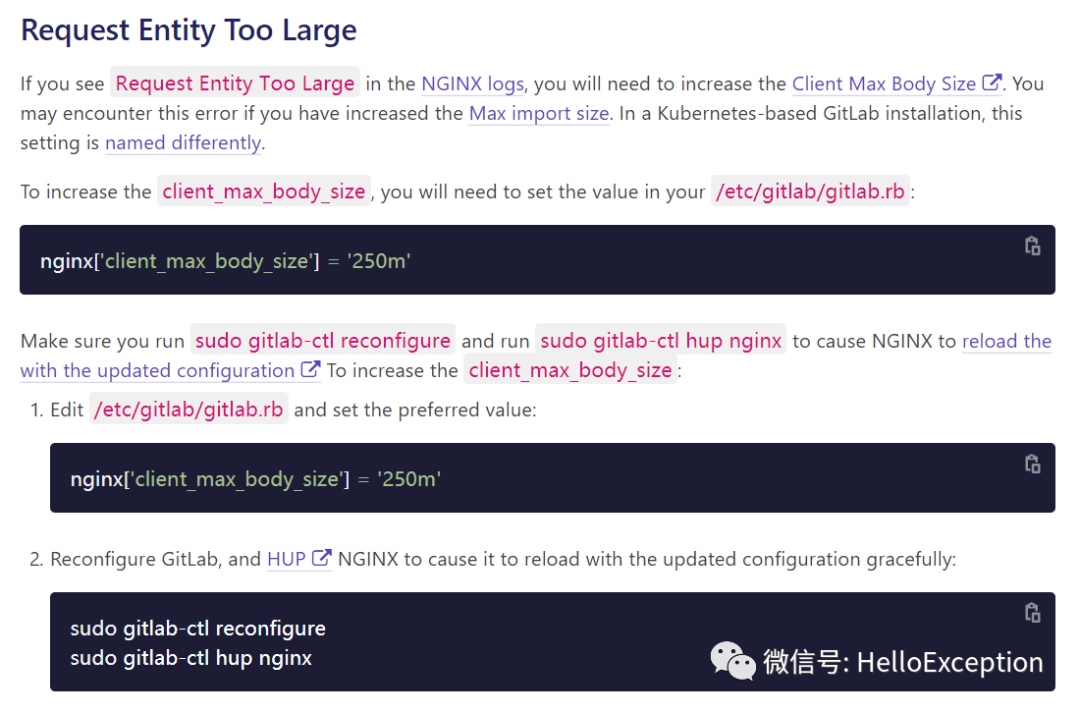 Request Entity Too Large
If you see Request Entity Too Large in the NGINX logs, you will need to increase the Client Max Body Size. You
may encounter this error if you have increased the Max import size. In a Kubernetes-based GitLab installation, this
setting is named differently.
To increase the client_max_body_size, you will need to set the value in your /etc/gitlab/gitlab.rb:
nginx['client_max_body_size'] = '250m'
Make sure you run sudo gitlab-ctl reconfigure and run sudo gitlab-ctl hup nginx to cause NGINX to reload the
with the updated configuration To increase the client_max_body_size:
1. Edit /etc/gitlab/gitlab.rb and set the preferred value:
nginx['client_max_body_size'] = '250m'
2. Reconfigure GitLab, and HUP NGINX to cause it to reload with the updated configuration gracefully:
sudo gitlab-ctl reconfigure
sudo gitlab-ctl hup nginx
微信号: HelloException